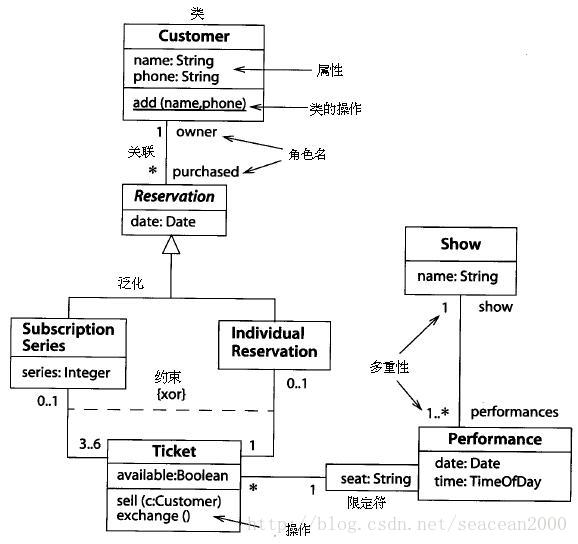 类
Customer
name: String
phone: String
属性
add (name,phone)
类的操作
1 owner
关联
角色名
* purchased
Reservation
date: Date
Show
name: String
泛化
1 show
Subscription
Series
series: Integer
Individual
Reservation
多重性
约束
{xor}
0..1
0..1
1..* performances
3..6
1
Ticket
available:Boolean
sell (c:Customer)
exchange ()
操作
*
1
seat: String
限定符
Performance
date: Date
time: TimeOfDay
http://blog.csdn.net/seacean2000